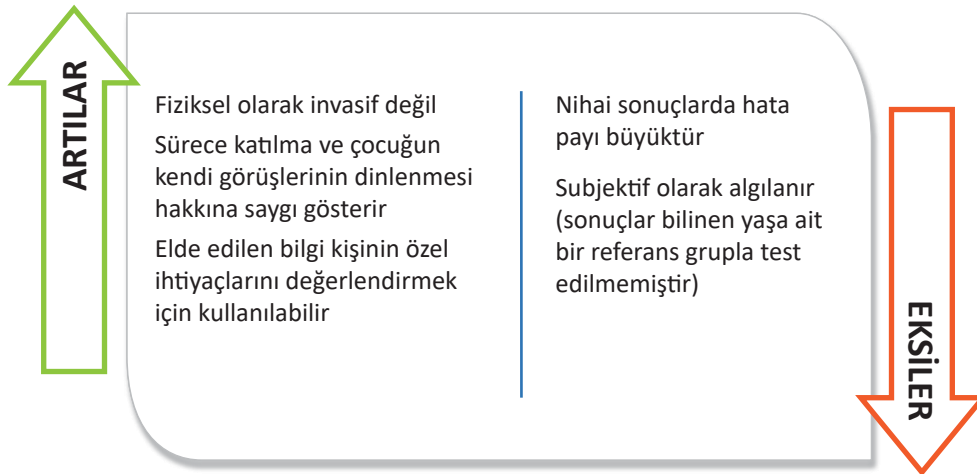 ARTILAR
Fiziksel olarak invasif değil
Sürece katılma ve çocuğun
kendi görüşlerinin dinlenmesi
hakkına saygı gösterir
Elde edilen bilgi kişinin özel
ihtiyaçlarını değerlendirmek
için kullanılabilir
Nihai sonuçlarda hata
payı büyüktür
Subjektif olarak algılanır
(sonuçlar bilinen yaşa ait
bir referans grupla test
edilmemiştir)
EKSİLER